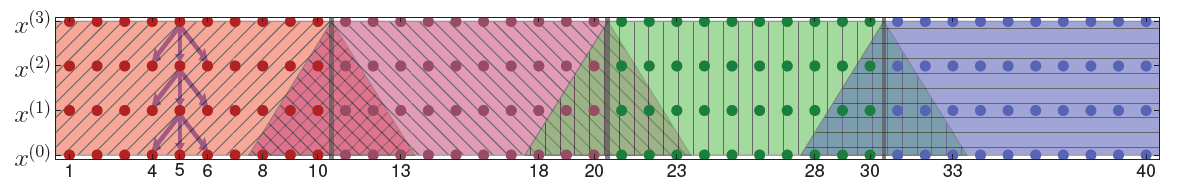 x^{(3)}
x^{(2)}
x^{(1)}
x^{(0)}
1 4 5 6 8 10 13 18 20 23 28 30 33 40